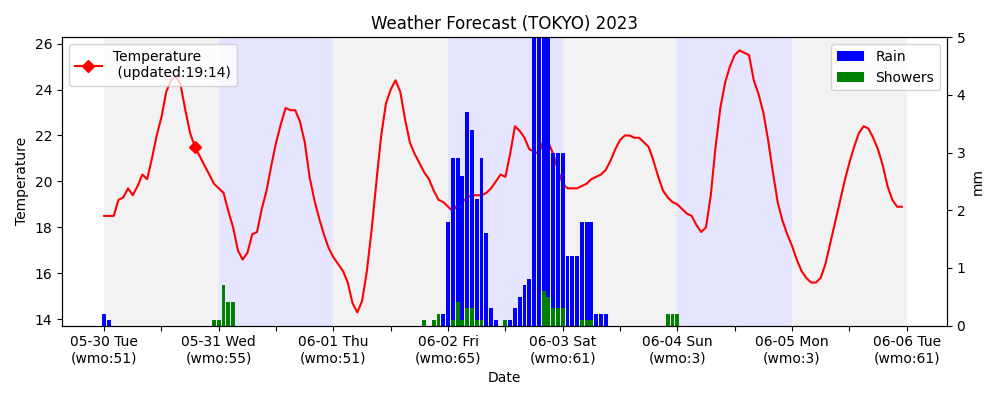 Weather Forecast (TOKYO) 2023
Temperature
(updated:19:14)
Rain
Showers
26
24
22
20
18
16
14
Temperature
5
4
3
2
1
0
mm
05-30 Tue
(wmo:51)
05-31 Wed
(wmo:55)
06-01 Thu
(wmo:51)
06-02 Fri
(wmo:65)
06-03 Sat
(wmo:61)
06-04 Sun
(wmo:3)
06-05 Mon
(wmo:3)
06-06 Tue
(wmo:61)
Date